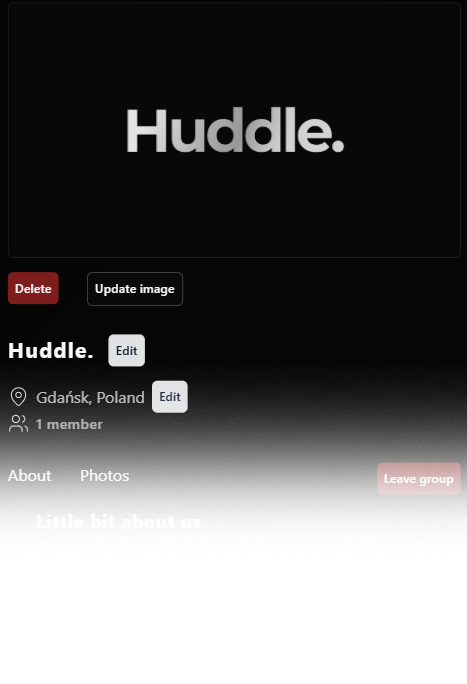 Huddle.
Delete Update image
Huddle. Edit
Gdańsk, Poland Edit
1 member
About Photos Leave group
Little bit about us